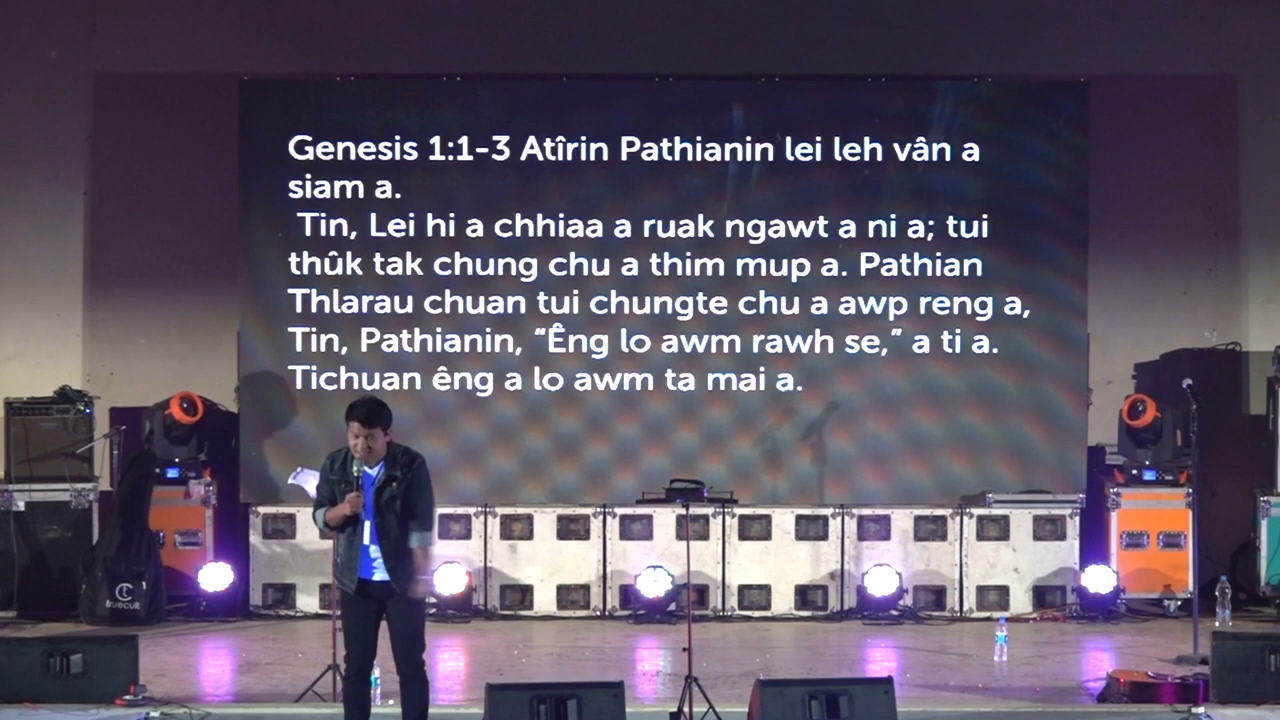 Genesis 1:1-3 Atîrin Pathianin lei leh vân a
siam a.
Tin, Lei hi a chhiaa a ruak ngawt a ni a; tui
thûk tak chung chu a thim mup a. Pathian
Thlarau chuan tui chungte chu a awp reng a,
Tin, Pathianin, “Êng lo awm rawh se,” a ti a.
Tichuan êng a lo awm ta mai a.
truecult